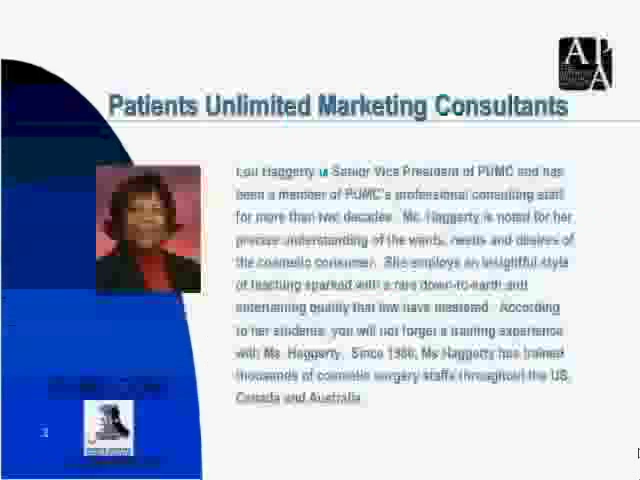 APA
Patients Unlimited Marketing Consultants
Lou Haggerty is Senior Vice President of PUMC and has
been a member of PUMC's professional consulting staff
for more than two decades. Ms. Haggerty is noted for her
precise understanding of the wants, needs and desires of
the cosmetic consumer. She employs an insightful style
of teaching sparked with a rare down-to-earth and
entertaining quality that few have mastered. According
to her students, you will not forget a training experience
with Ms. Haggerty. Since 1986, Ms Haggerty has trained
thousands of cosmetic surgery staffs throughout the US,
Canada and Australia.